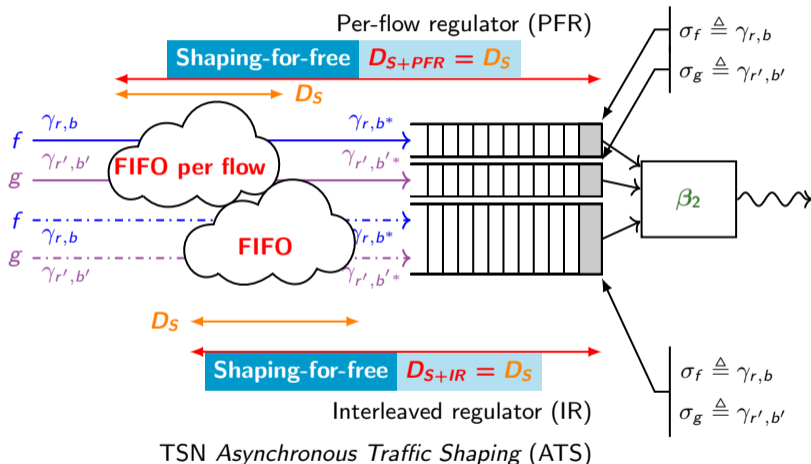 Per-flow regulator (PFR)
σ_f ≜ γ_{r,b}
Shaping-for-free D_{S+PFR} = D_S
σ_g ≜ γ_{r′,b′}
D_S
f γ_{r,b} γ_{r,b*}
FIFO per flow
g γ_{r′,b′} γ_{r′,b′*}
β_2
f γ_{r,b} γ_{r,b*}
FIFO
g γ_{r′,b′} γ_{r′,b′*}
D_S
Shaping-for-free D_{S+IR} = D_S
σ_f ≜ γ_{r,b}
Interleaved regulator (IR)
σ_g ≜ γ_{r′,b′}
TSN Asynchronous Traffic Shaping (ATS)